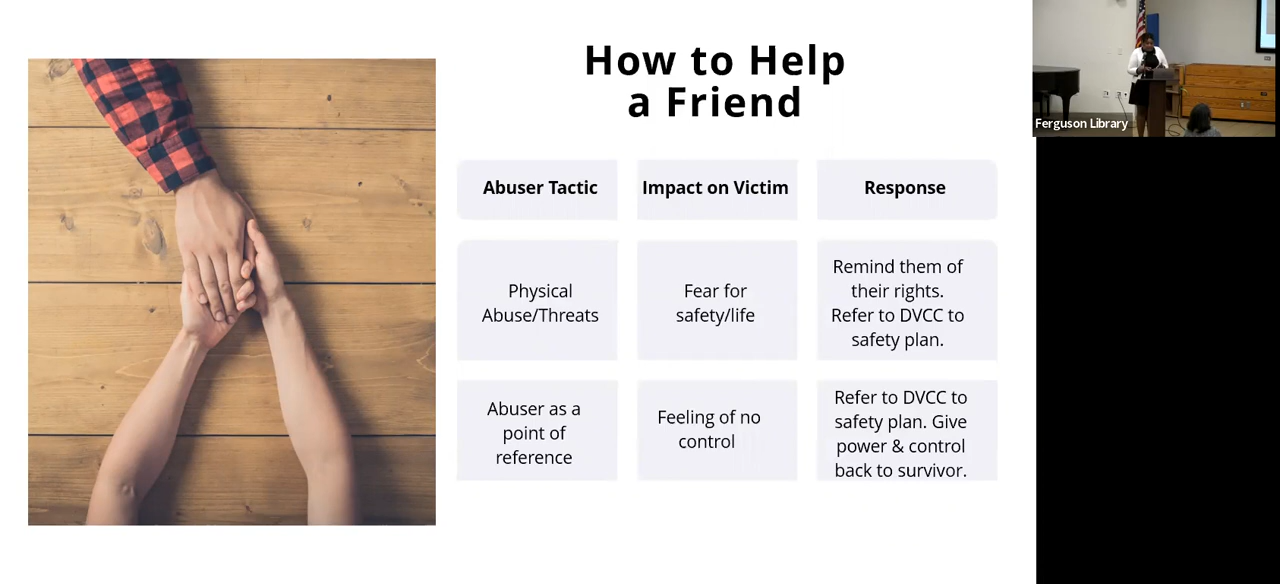 How to Help
a Friend
Abuser Tactic
Impact on Victim
Response
Physical
Abuse/Threats
Fear for
safety/life
Remind them of
their rights.
Refer to DVCC to
safety plan.
Abuser as a
point of
reference
Feeling of no
control
Refer to DVCC to
safety plan. Give
power & control
back to survivor.
Ferguson Library